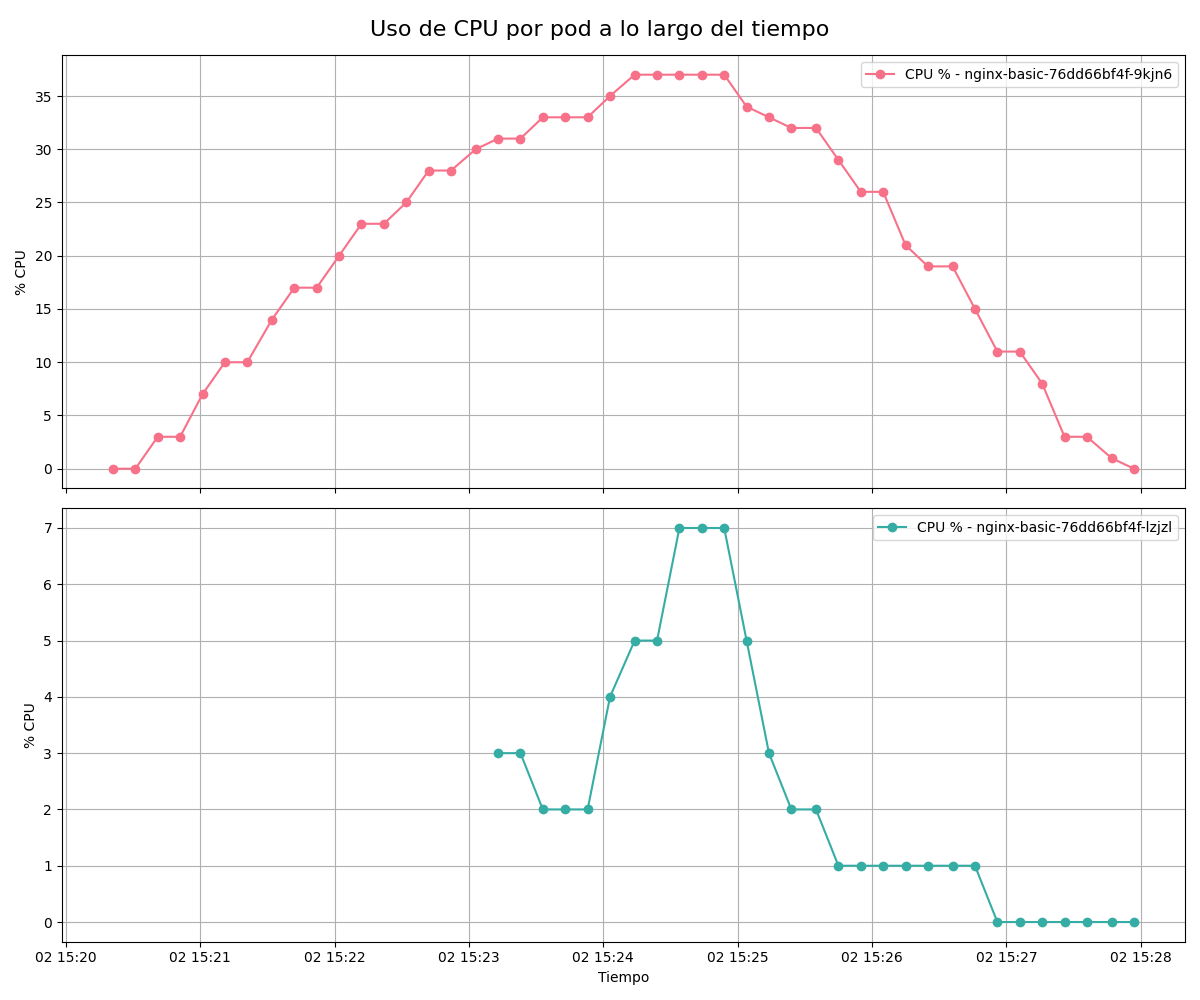 Uso de CPU por pod a lo largo del tiempo
CPU % - nginx-basic-76dd66bf4f-9kjn6
35
30
25
20
15
10
5
0
% CPU
CPU % - nginx-basic-76dd66bf4f-lzjzl
7
6
5
4
3
2
1
0
% CPU
02 15:20 02 15:21 02 15:22 02 15:23 02 15:24 02 15:25 02 15:26 02 15:27 02 15:28
Tiempo